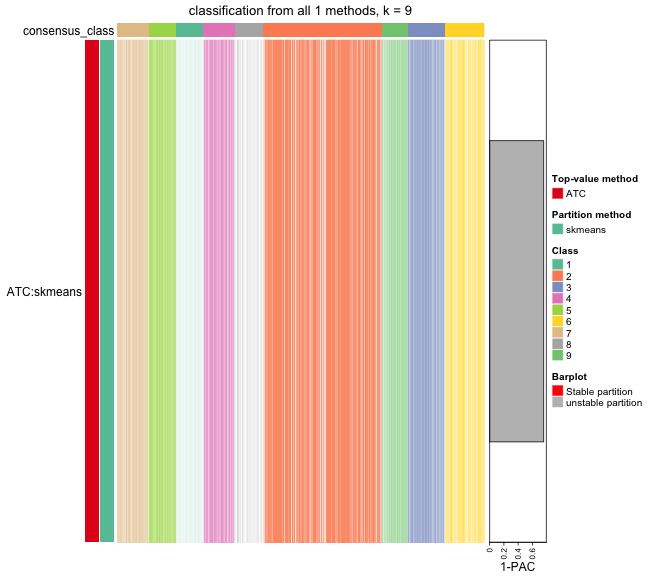 classification from all 1 methods, k = 9
consensus_class
ATC:skmeans
Top-value method
ATC
Partition method
skmeans
Class
1
2
3
4
5
6
7
8
9
Barplot
Stable partition
unstable partition
0
0.2
0.4
0.6
1-PAC